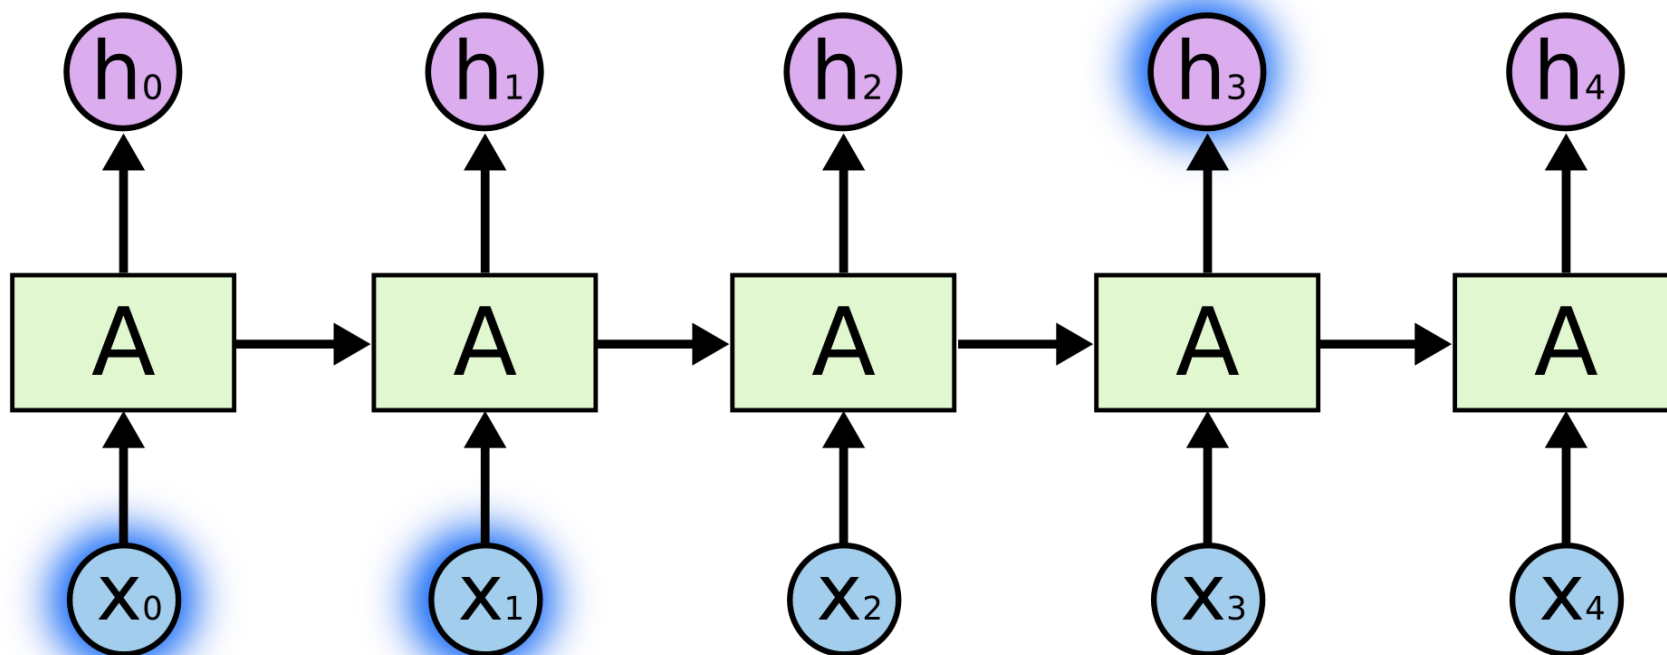 h₀ h₁ h₂ h₃ h₄
A A A A A
x₀ x₁ x₂ x₃ x₄